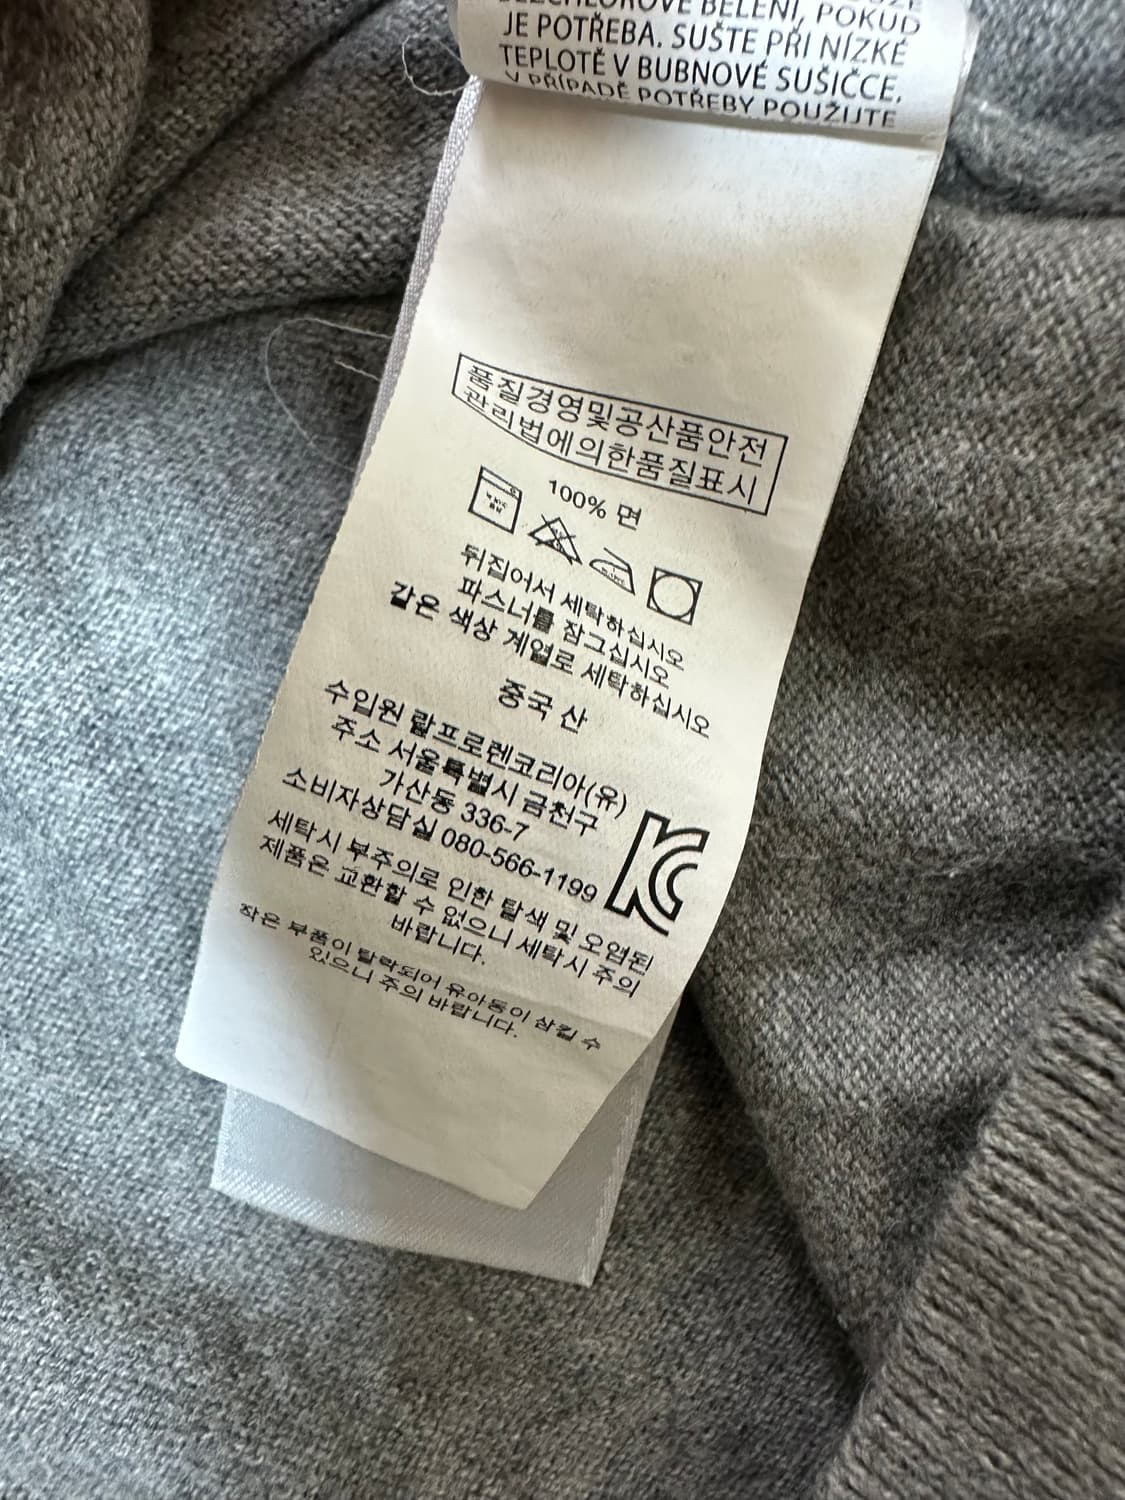 BĚLENÍ, POKUD
JE POTŘEBA. SUŠTE PŘI NÍZKÉ
TEPLOTĚ V BUBNOVÉ SUŠIČCE.
V PŘÍPADĚ POTŘEBY POUŽIJTE
품질경영및공산품안전
관리법에의한품질표시
100% 면
뒤집어서 세탁하십시오
파스너를 잠그십시오
같은 색상 계열로 세탁하십시오
중국 산
수입원 랄프로렌코리아(유)
주소 서울특별시 금천구
가산동 336-7
소비자상담실 080-566-1199
KC
세탁시 부주의로 인한 탈색 및 오염된
제품은 교환할 수 없으니 세탁시 주의
바랍니다.
작은 부품이 탈락되어 유아동이 삼킬 수
있으니 주의 바랍니다.